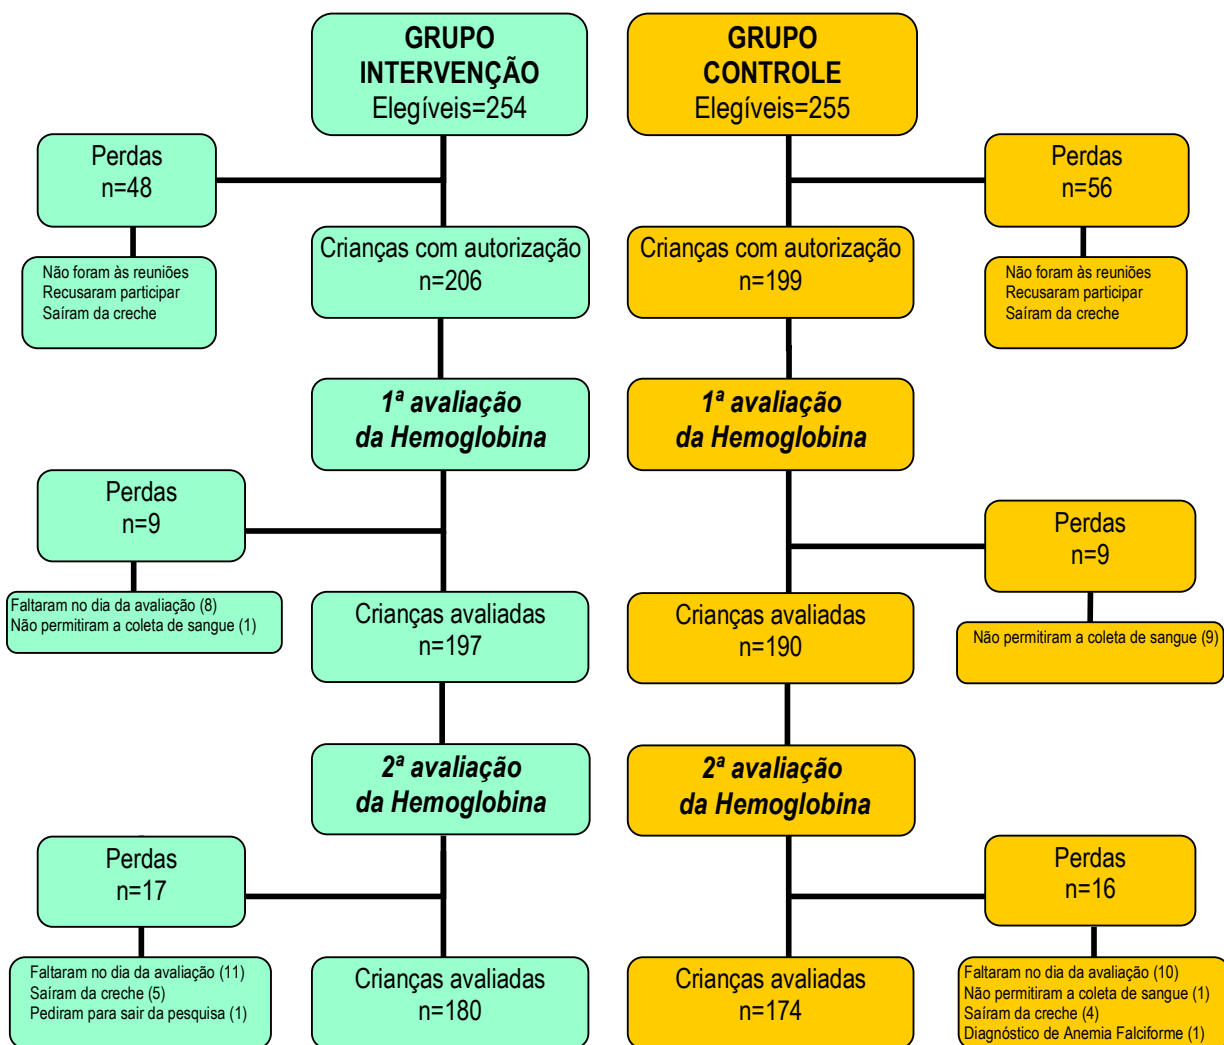 GRUPO
INTERVENÇÃO
Elegíveis=254
GRUPO
CONTROLE
Elegíveis=255
Perdas
n=48
Perdas
n=56
Não foram às reuniões
Recusaram participar
Saíram da creche
Crianças com autorização
n=206
Crianças com autorização
n=199
Não foram às reuniões
Recusaram participar
Saíram da creche
1ª avaliação
da Hemoglobina
1ª avaliação
da Hemoglobina
Perdas
n=9
Perdas
n=9
Faltaram no dia da avaliação (8)
Não permitiram a coleta de sangue (1)
Crianças avaliadas
n=197
Crianças avaliadas
n=190
Não permitiram a coleta de sangue (9)
2ª avaliação
da Hemoglobina
2ª avaliação
da Hemoglobina
Perdas
n=17
Perdas
n=16
Faltaram no dia da avaliação (11)
Saíram da creche (5)
Pediram para sair da pesquisa (1)
Crianças avaliadas
n=180
Crianças avaliadas
n=174
Faltaram no dia da avaliação (10)
Não permitiram a coleta de sangue (1)
Saíram da creche (4)
Diagnóstico de Anemia Falciforme (1)